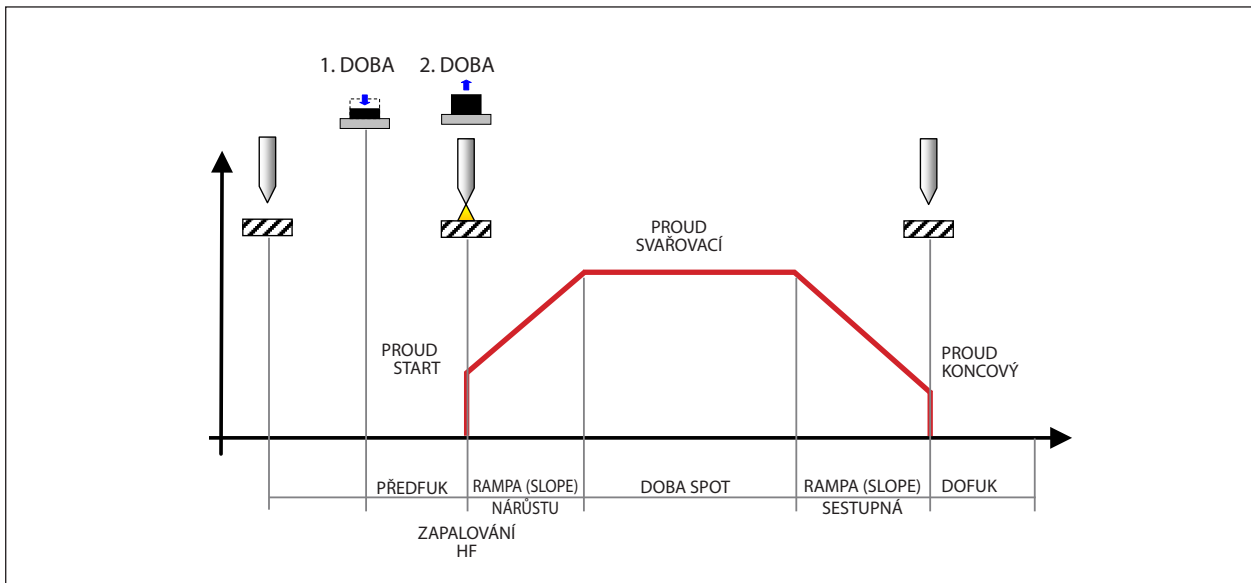 1. DOBA
2. DOBA
PROUD
SVAŘOVACÍ
PROUD
START
PROUD
KONCOVÝ
PŘEDFUK
RAMPA (SLOPE)
NÁRŮSTU
DOBA SPOT
RAMPA (SLOPE)
SESTUPNÁ
DOFUK
ZAPALOVÁNÍ
HF